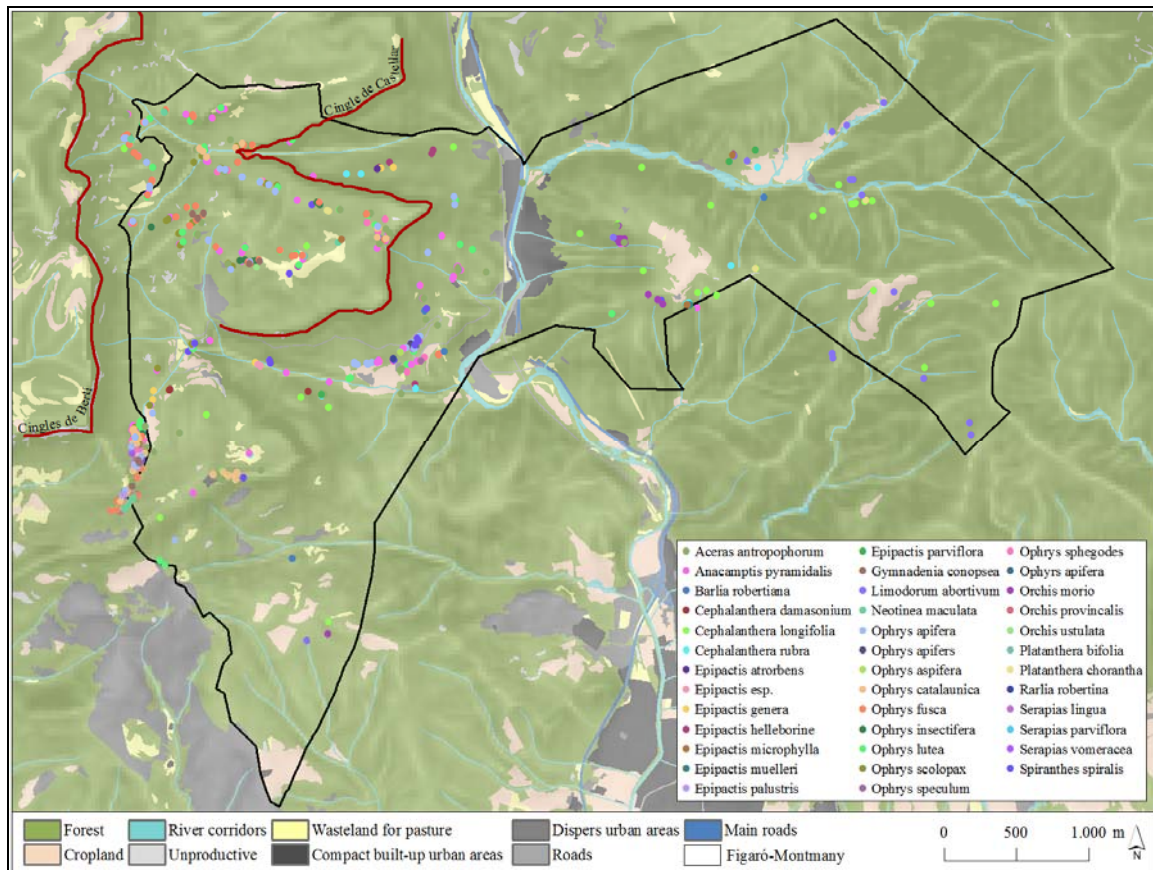 Cingle de Castellar
Cingles de Bertí
Aceras antropophorum
Anacamptis pyramidalis
Barlia robertiana
Cephalanthera damasonium
Cephalanthera longifolia
Cephalanthera rubra
Epipactis atrorbens
Epipactis esp.
Epipactis genera
Epipactis helleborine
Epipactis microphylla
Epipactis muelleri
Epipactis palustris
Epipactis parviflora
Gymnadenia conopsea
Limodorum abortivum
Neotinea maculata
Ophrys apifera
Ophrys apifers
Ophrys aspifera
Ophrys catalaunica
Ophrys fusca
Ophrys insectifera
Ophrys lutea
Ophrys scolopax
Ophrys speculum
Ophrys sphegodes
Ophyrs apifera
Orchis morio
Orchis provincalis
Orchis ustulata
Platanthera bifolia
Platanthera chorantha
Rarlia robertina
Serapias lingua
Serapias parviflora
Serapias vomeracea
Spiranthes spiralis
Forest
Cropland
River corridors
Unproductive
Wasteland for pasture
Compact built-up urban areas
Dispers urban areas
Roads
Main roads
Figaró-Montmany
0 500 1.000 m
N